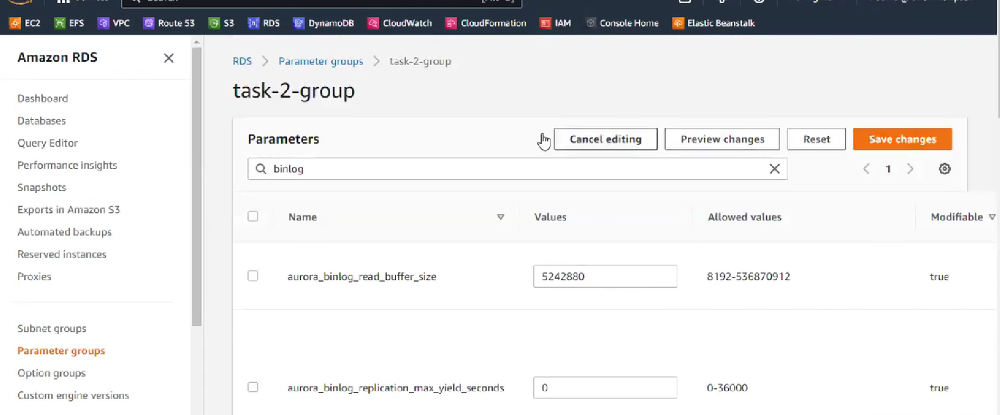 EC2 EFS VPC Route 53 S3 RDS DynamoDB CloudWatch CloudFormation IAM Console Home Elastic Beanstalk
Amazon RDS
Dashboard
Databases
Query Editor
Performance insights
Snapshots
Exports in Amazon S3
Automated backups
Reserved instances
Proxies
Subnet groups
Parameter groups
Option groups
Custom engine versions
RDS Parameter groups task-2-group
task-2-group
Parameters Cancel editing Preview changes Reset Save changes
binlog 1
Name Values Allowed values Modifiable
aurora_binlog_read_buffer_size 5242880 8192-536870912 true
aurora_binlog_replication_max_yield_seconds 0 0-36000 true